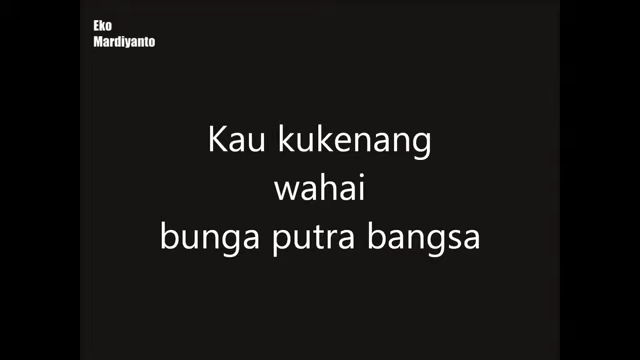 Eko
Mardiyanto
Kau kukenang
wahai
bunga putra bangsa